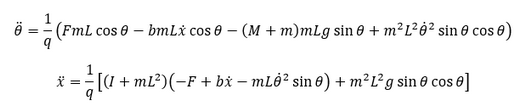 θ̈ = 1/q (FmL cos θ − bmLẋ cos θ − (M + m)mLg sin θ + m²L²θ̇² sin θ cos θ)
ẍ = 1/q [(I + mL²)(−F + bẋ − mLθ̇² sin θ) + m²L²g sin θ cos θ]